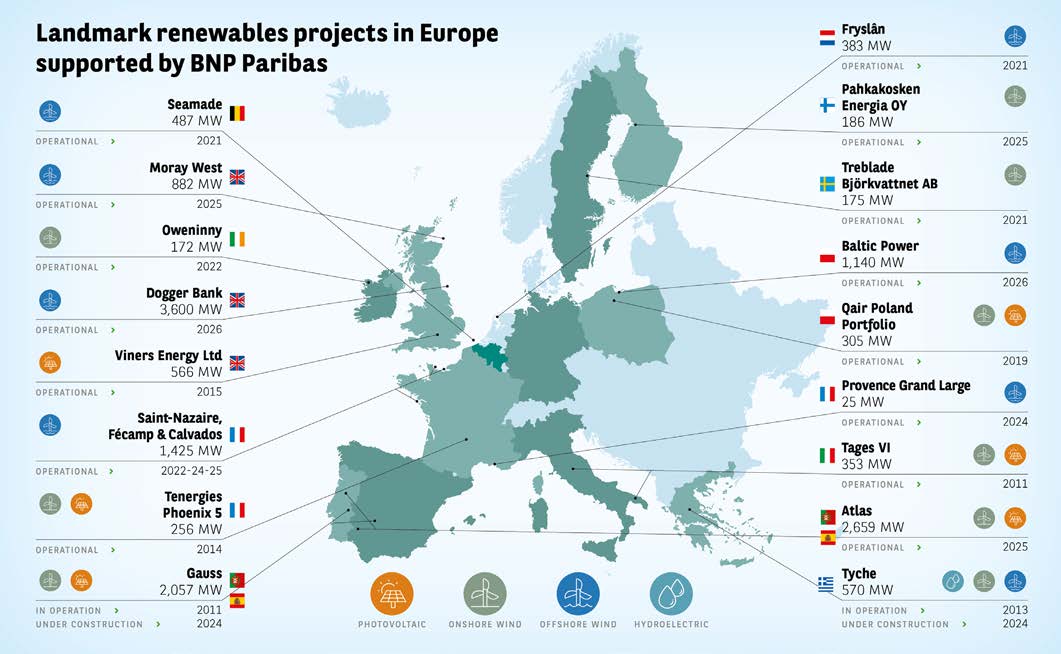 Landmark renewables projects in Europe
supported by BNP Paribas
Seamade
487 MW
OPERATIONAL > 2021
Moray West
882 MW
OPERATIONAL > 2025
Oweninny
172 MW
OPERATIONAL > 2022
Dogger Bank
3,600 MW
OPERATIONAL > 2026
Viners Energy Ltd
566 MW
OPERATIONAL > 2015
Saint-Nazaire,
Fécamp & Calvados
1,425 MW
OPERATIONAL > 2022-24-25
Tenergies
Phoenix 5
256 MW
OPERATIONAL > 2014
Gauss
2,057 MW
IN OPERATION > 2011
UNDER CONSTRUCTION > 2024
Fryslân
383 MW
OPERATIONAL > 2021
Pahkakosken
Energia OY
186 MW
OPERATIONAL > 2025
Treblade
Björkvattnet AB
175 MW
OPERATIONAL > 2021
Baltic Power
1,140 MW
OPERATIONAL > 2026
Qair Poland
Portfolio
305 MW
OPERATIONAL > 2019
Provence Grand Large
25 MW
OPERATIONAL > 2024
Tages VI
353 MW
OPERATIONAL > 2011
Atlas
2,659 MW
OPERATIONAL > 2025
Tyche
570 MW
IN OPERATION > 2013
UNDER CONSTRUCTION > 2024
PHOTOVOLTAIC
ONSHORE WIND
OFFSHORE WIND
HYDROELECTRIC